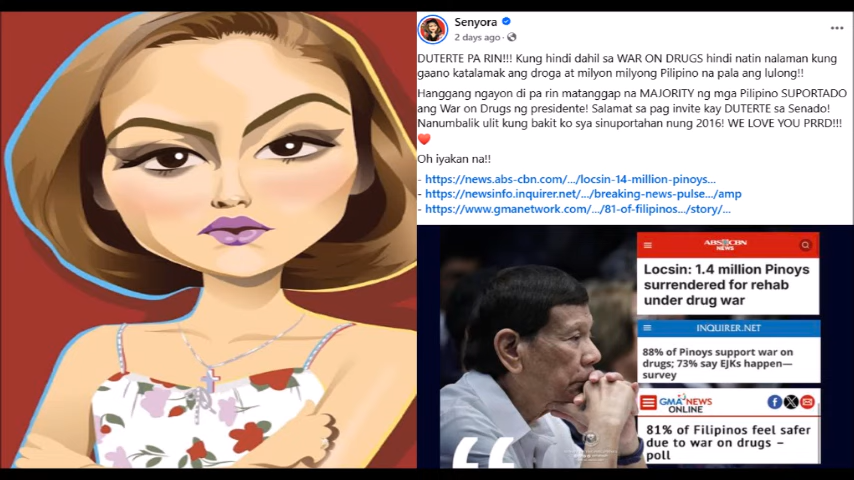 Senyora
2 days ago ·
DUTERTE PA RIN!!! Kung hindi dahil sa WAR ON DRUGS hindi natin nalaman kung
gaano katalamak ang droga at milyon milyong Pilipino na pala ang lulong!!
Hanggang ngayon di pa rin matanggap na MAJORITY ng mga Pilipino SUPORTADO
ang War on Drugs ng presidente! Salamat sa pag invite kay DUTERTE sa Senado!
Nanumbalik ulit kung bakit ko sya sinuportahan nung 2016! WE LOVE YOU PRRD!!!
Oh iyakan na!!
- https://news.abs-cbn.com/.../locsin-14-million-pinoys...
- https://newsinfo.inquirer.net/.../breaking-news-pulse.../amp
- https://www.gmanetwork.com/.../81-of-filipinos.../story/...
ABS-CBN
NEWS
Locsin: 1.4 million Pinoys
surrendered for rehab
under drug war
INQUIRER.NET
88% of Pinoys support war on
drugs; 73% say EJKs happen—
survey
GMA NEWS
ONLINE
81% of Filipinos feel safer
due to war on drugs –
poll
“